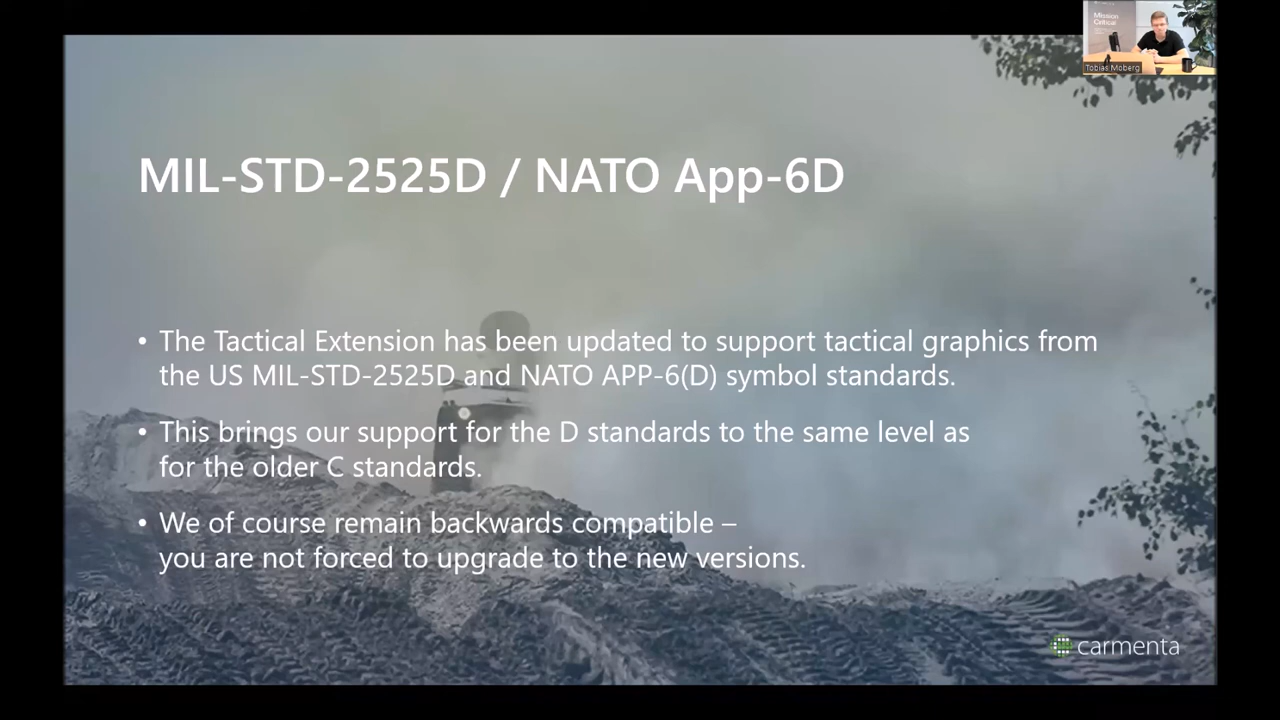 Mission
Critical
Tobias Moberg
MIL-STD-2525D / NATO App-6D
• The Tactical Extension has been updated to support tactical graphics from
the US MIL-STD-2525D and NATO APP-6(D) symbol standards.
• This brings our support for the D standards to the same level as
for the older C standards.
• We of course remain backwards compatible –
you are not forced to upgrade to the new versions.
carmenta